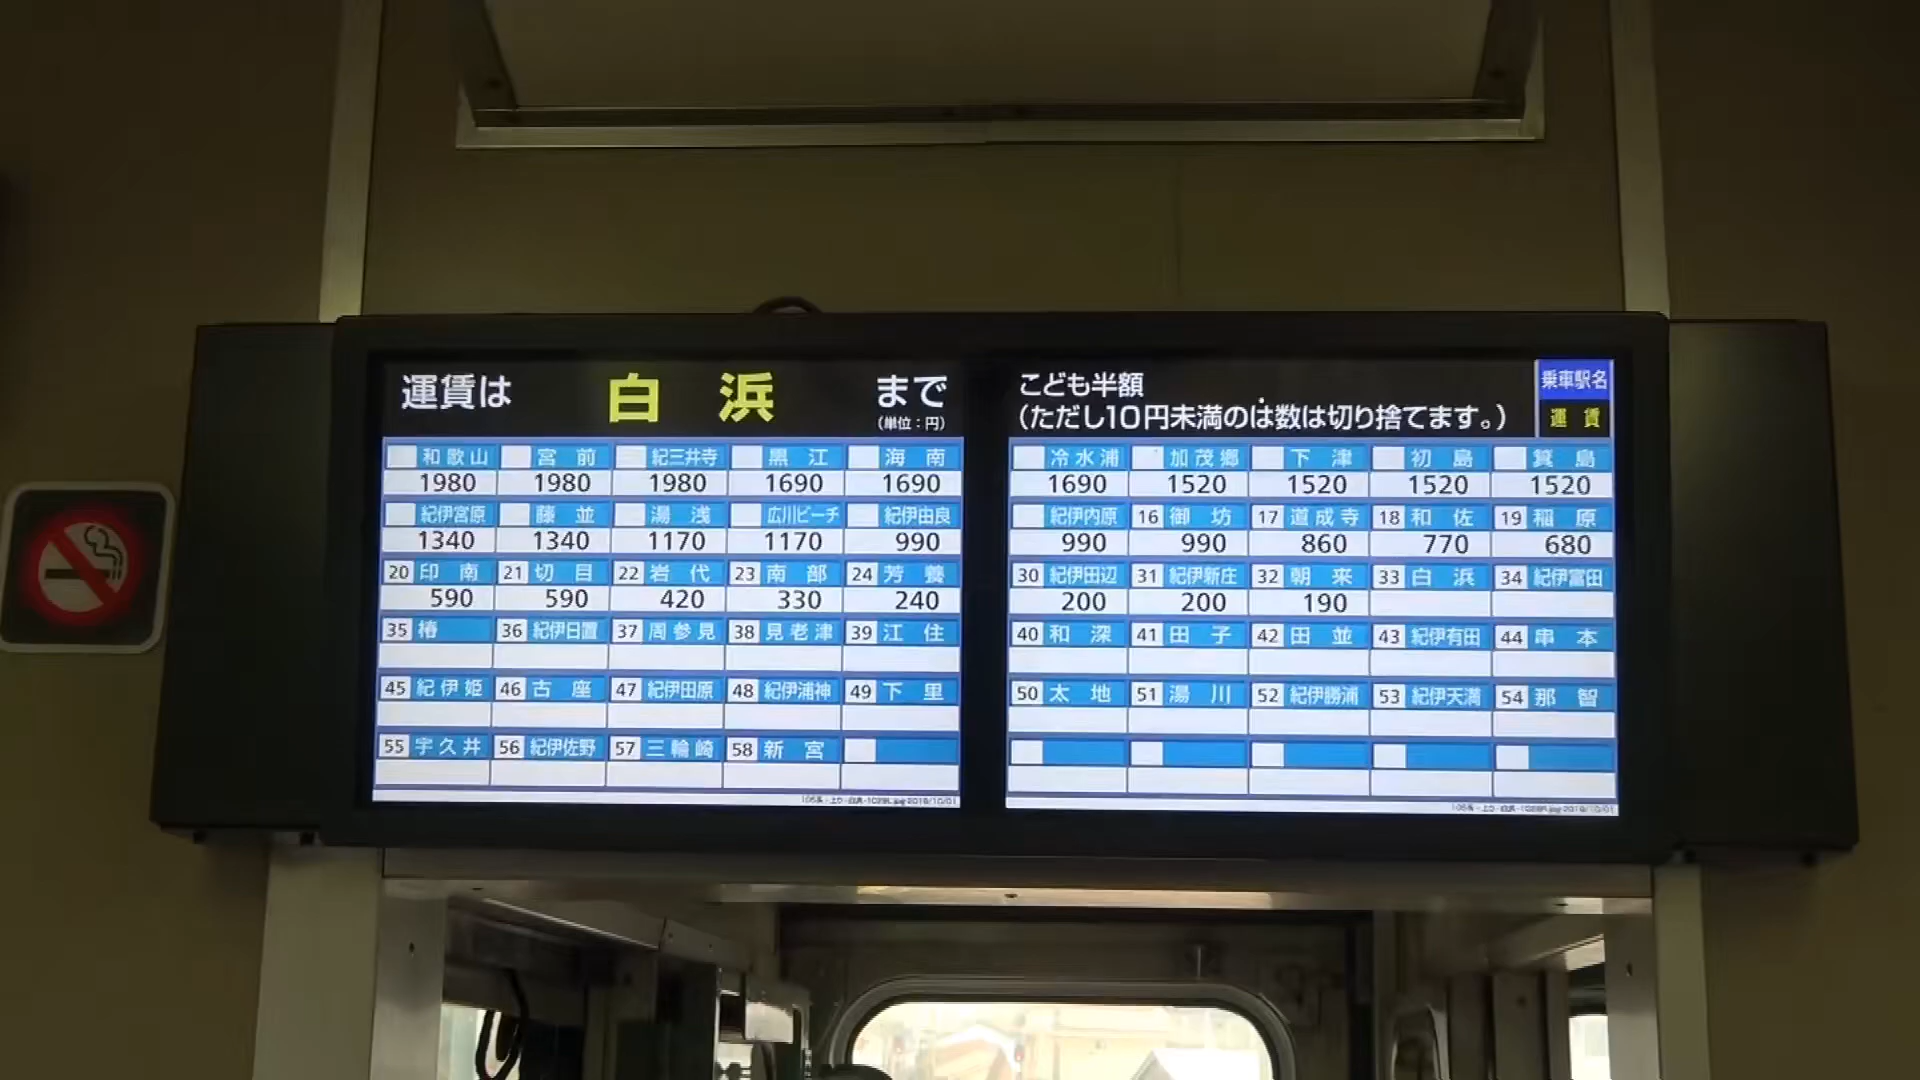 運賃は 白浜 まで
(単位：円)
こども半額
(ただし10円未満のは数は切り捨てます。)
乗車駅名
運賃
和歌山 宮前 紀三井寺 黒江 海南
1980 1980 1980 1690 1690
紀伊宮原 藤並 湯浅 広川ビーチ 紀伊由良
1340 1340 1170 1170 990
20 印南 21 切目 22 岩代 23 南部 24 芳養
590 590 420 330 240
35 椿 36 紀伊日置 37 周参見 38 見老津 39 江住
45 紀伊姫 46 古座 47 紀伊田原 48 紀伊浦神 49 下里
55 宇久井 56 紀伊佐野 57 三輪崎 58 新宮
冷水浦 加茂郷 下津 初島 箕島
1690 1520 1520 1520 1520
紀伊内原 16 御坊 17 道成寺 18 和佐 19 稲原
990 990 860 770 680
30 紀伊田辺 31 紀伊新庄 32 朝来 33 白浜 34 紀伊富田
200 200 190
40 和深 41 田子 42 田並 43 紀伊有田 44 串本
50 太地 51 湯川 52 紀伊勝浦 53 紀伊天満 54 那智